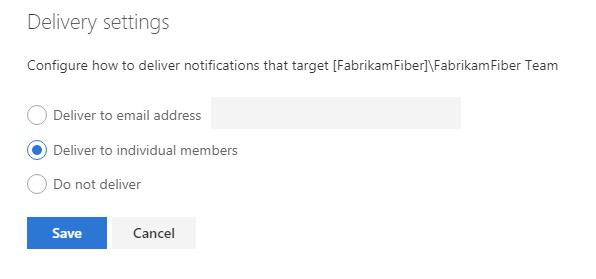 Delivery settings
Configure how to deliver notifications that target [FabrikamFiber]\FabrikamFiber Team
Deliver to email address
Deliver to individual members
Do not deliver
Save Cancel